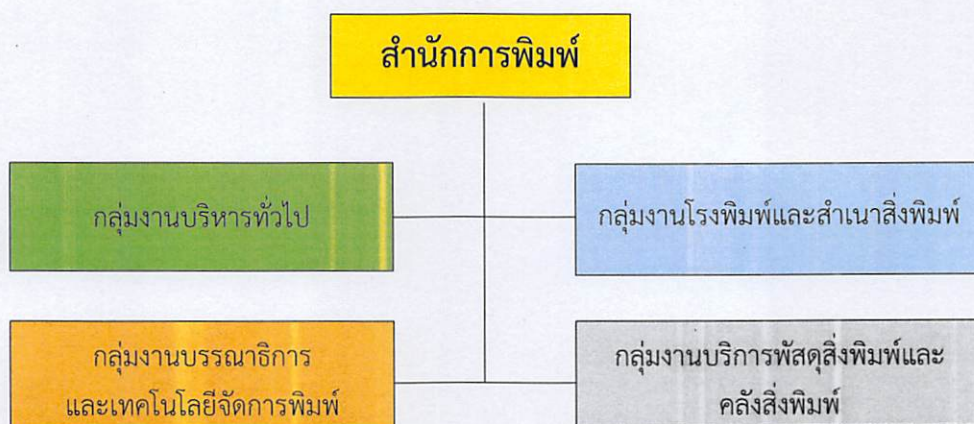 สำนักการพิมพ์
กลุ่มงานบริหารทั่วไป
กลุ่มงานโรงพิมพ์และสำเนาสิ่งพิมพ์
กลุ่มงานบรรณาธิการ
และเทคโนโลยีจัดการพิมพ์
กลุ่มงานบริการพัสดุสิ่งพิมพ์และ
คลังสิ่งพิมพ์